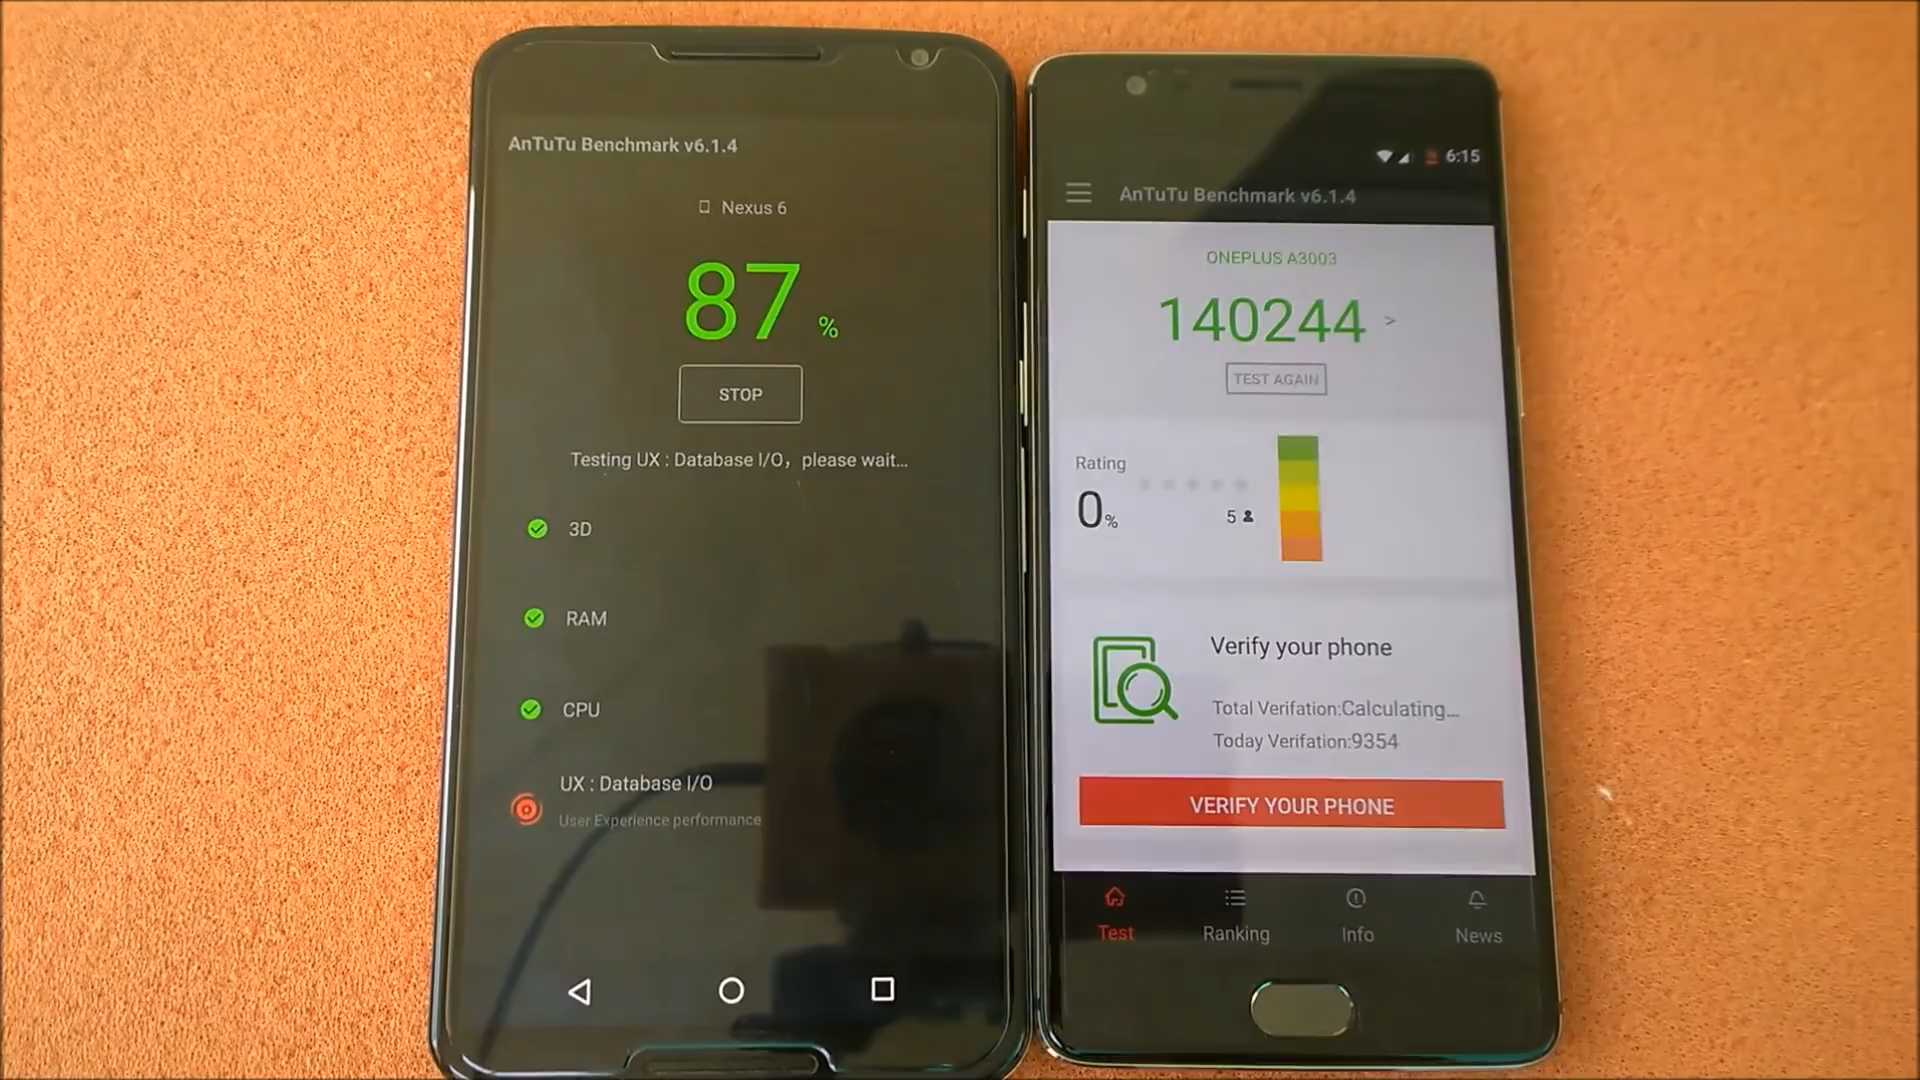 AnTuTu Benchmark v6.1.4
Nexus 6
87 %
STOP
Testing UX : Database I/O, please wait...
3D
RAM
CPU
UX : Database I/O
User Experience performance
6:15
AnTuTu Benchmark v6.1.4
ONEPLUS A3003
140244 >
TEST AGAIN
Rating
0%
5
Verify your phone
Total Verifation:Calculating...
Today Verifation:9354
VERIFY YOUR PHONE
Test
Ranking
Info
News